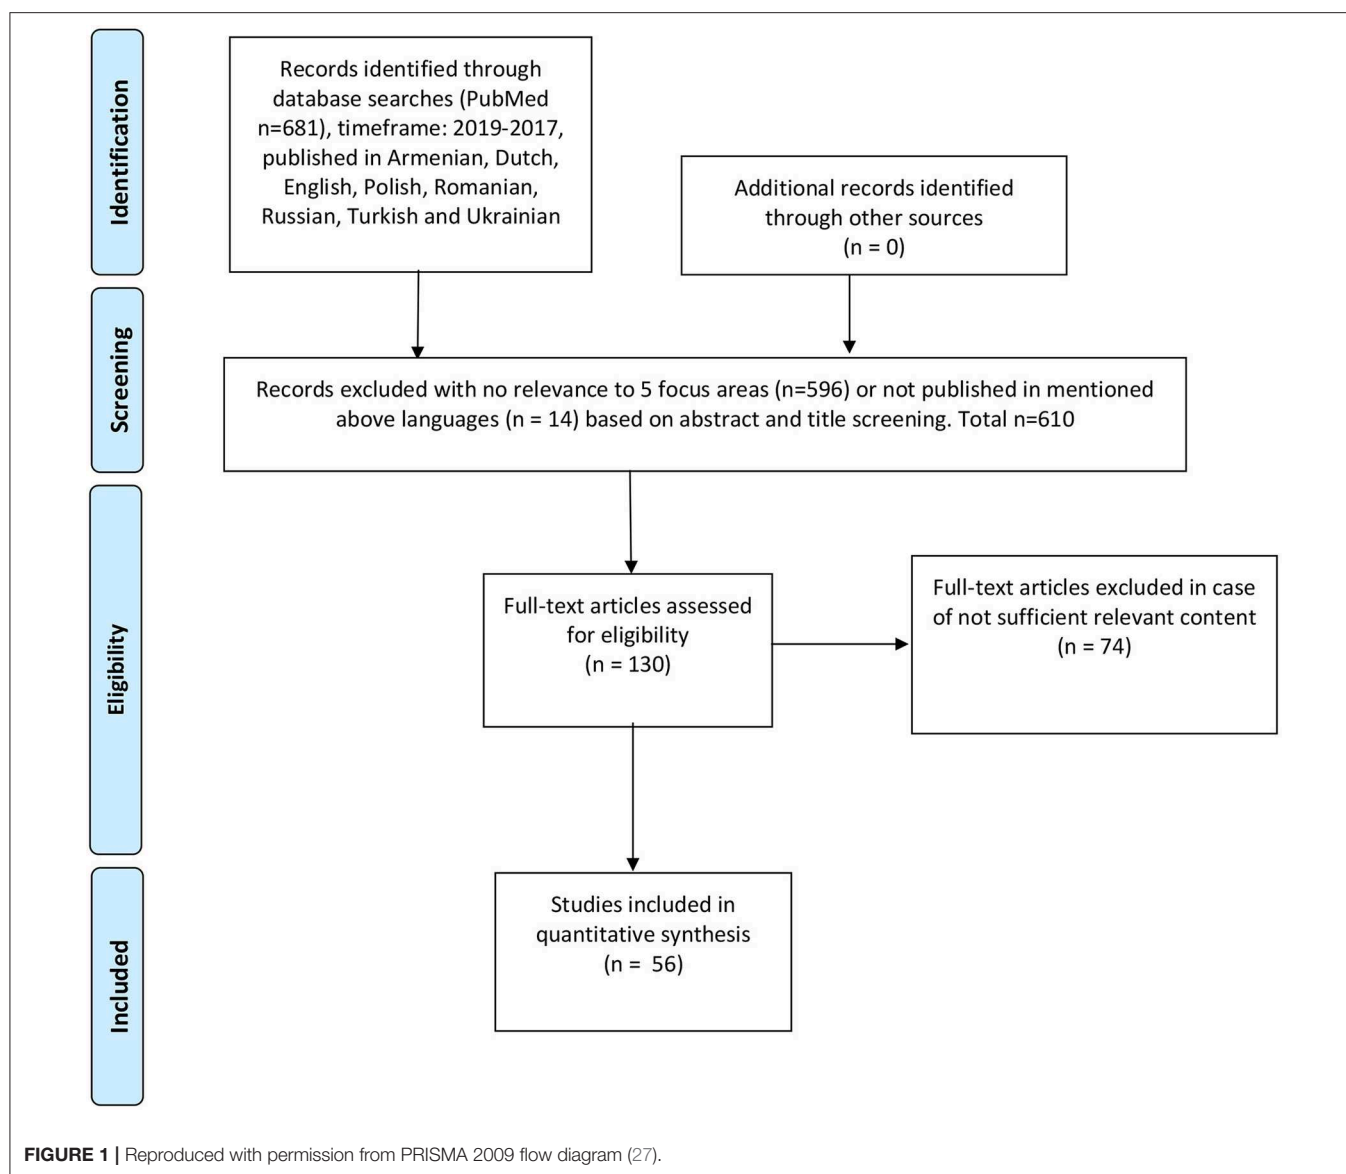 Identification
Records identified through
database searches (PubMed
n=681), timeframe: 2019-2017,
published in Armenian, Dutch,
English, Polish, Romanian,
Russian, Turkish and Ukrainian
Additional records identified
through other sources
(n = 0)
Screening
Records excluded with no relevance to 5 focus areas (n=596) or not published in mentioned
above languages (n = 14) based on abstract and title screening. Total n=610
Eligibility
Full-text articles assessed
for eligibility
(n = 130)
Full-text articles excluded in case
of not sufficient relevant content
(n = 74)
Included
Studies included in
quantitative synthesis
(n = 56)
FIGURE 1 | Reproduced with permission from PRISMA 2009 flow diagram (27).